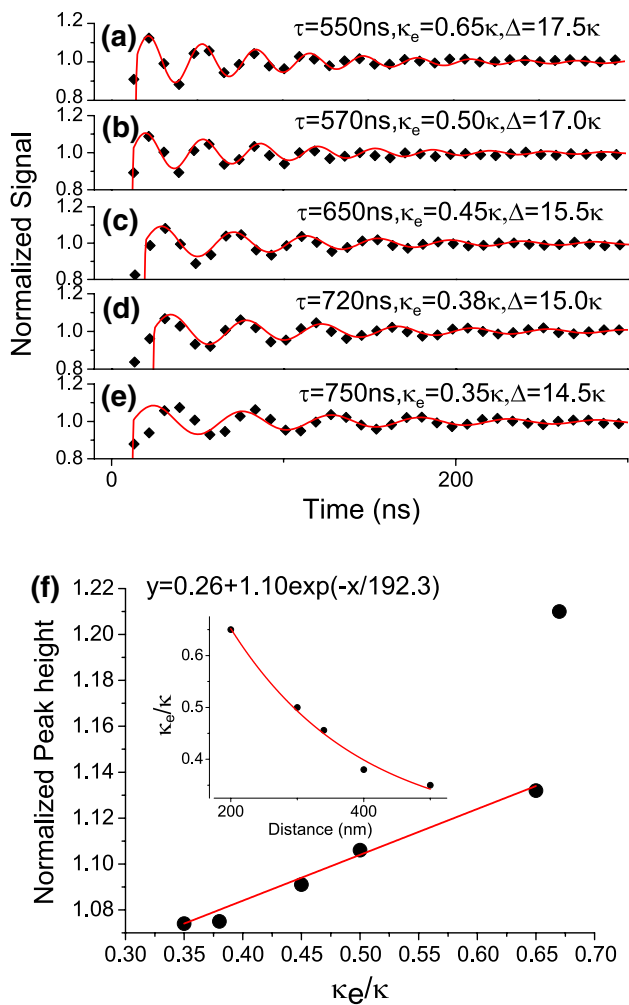 (a) τ=550ns,κe=0.65κ,Δ=17.5κ
1.2
1.0
0.8
(b) τ=570ns,κe=0.50κ,Δ=17.0κ
1.2
1.0
0.8
(c) τ=650ns,κe=0.45κ,Δ=15.5κ
1.2
1.0
0.8
(d) τ=720ns,κe=0.38κ,Δ=15.0κ
1.2
1.0
0.8
(e) τ=750ns,κe=0.35κ,Δ=14.5κ
1.2
1.0
0.8
Normalized Signal
0 200
Time (ns)
(f) y=0.26+1.10exp(-x/192.3)
1.22
1.20
1.18
1.16
1.14
1.12
1.10
1.08
Normalized Peak height
0.6
0.5
0.4
κe/κ
200 400
Distance (nm)
0.30 0.35 0.40 0.45 0.50 0.55 0.60 0.65 0.70
κe/κ